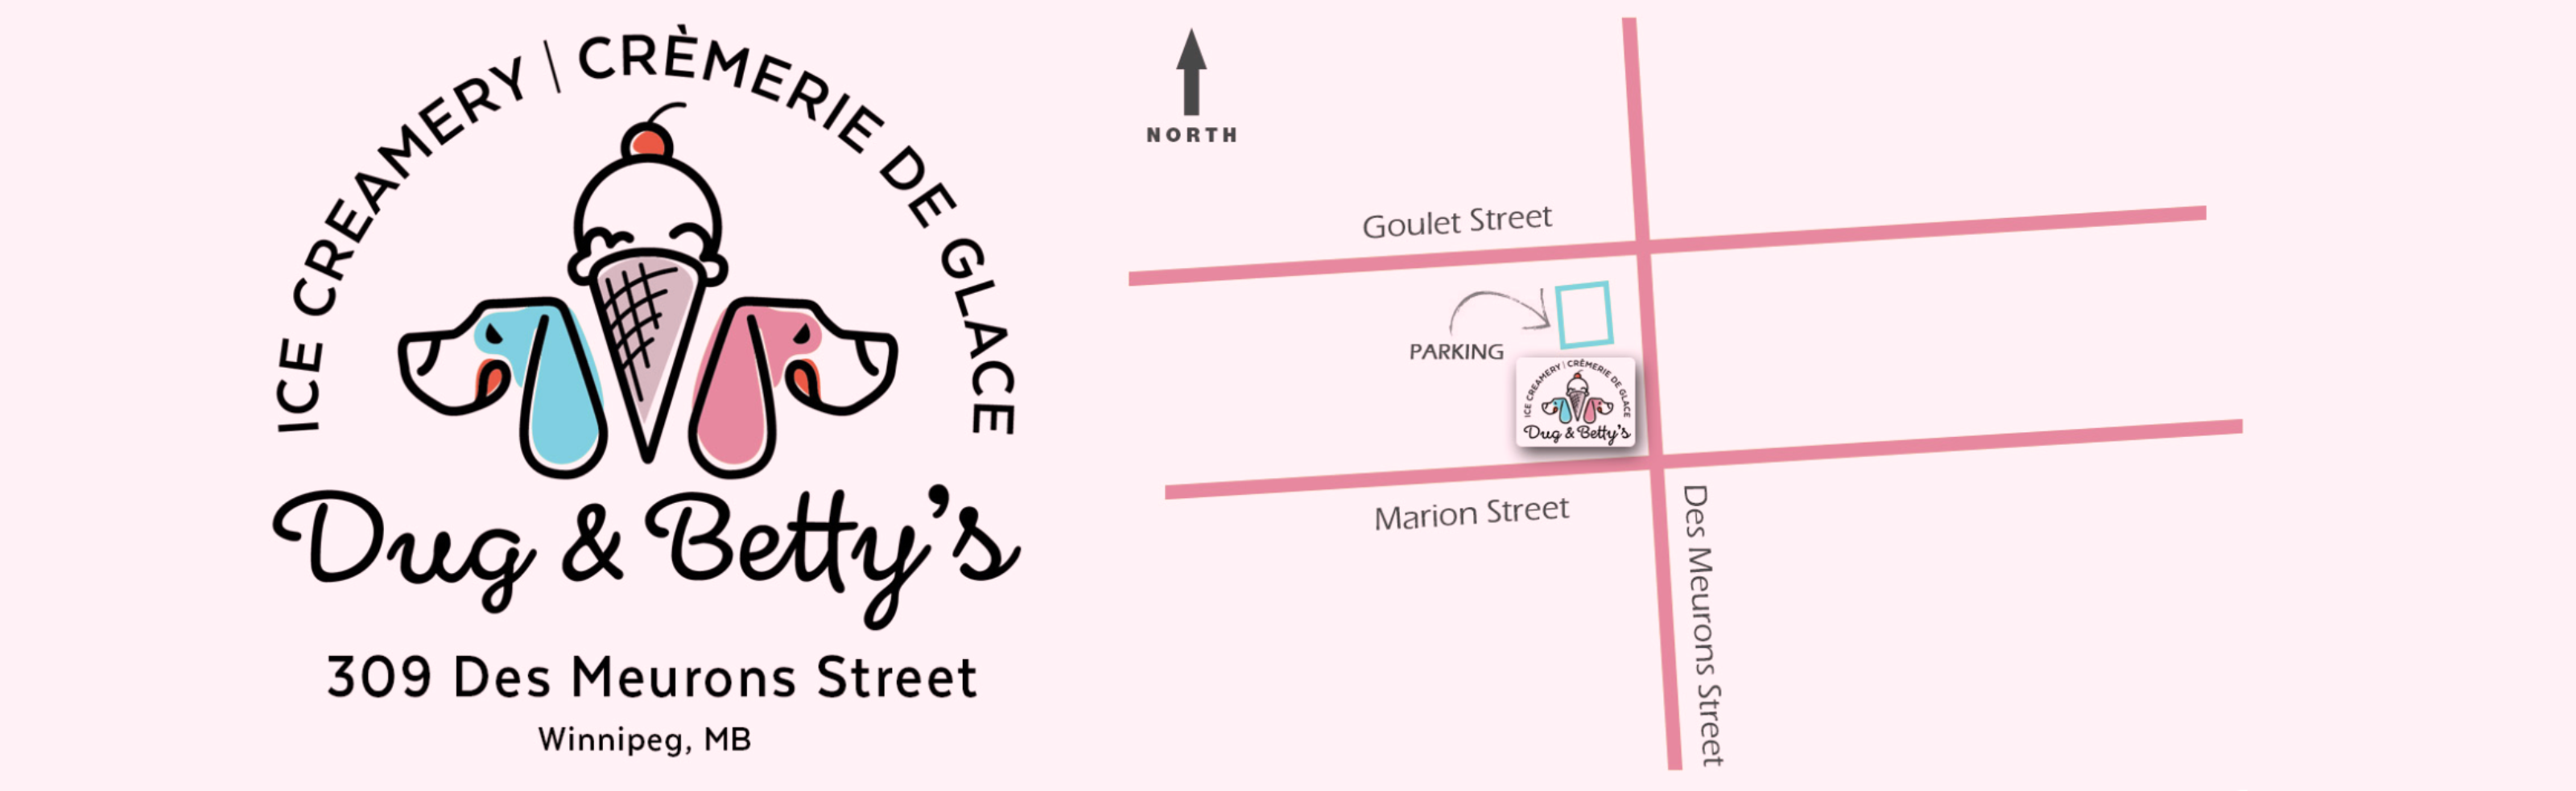 ICE CREAMERY | CRÈMERIE DE GLACE
Dug & Betty's
309 Des Meurons Street
Winnipeg, MB
NORTH
Goulet Street
PARKING
ICE CREAMERY | CRÈMERIE DE GLACE
Dug & Betty's
Marion Street
Des Meurons Street